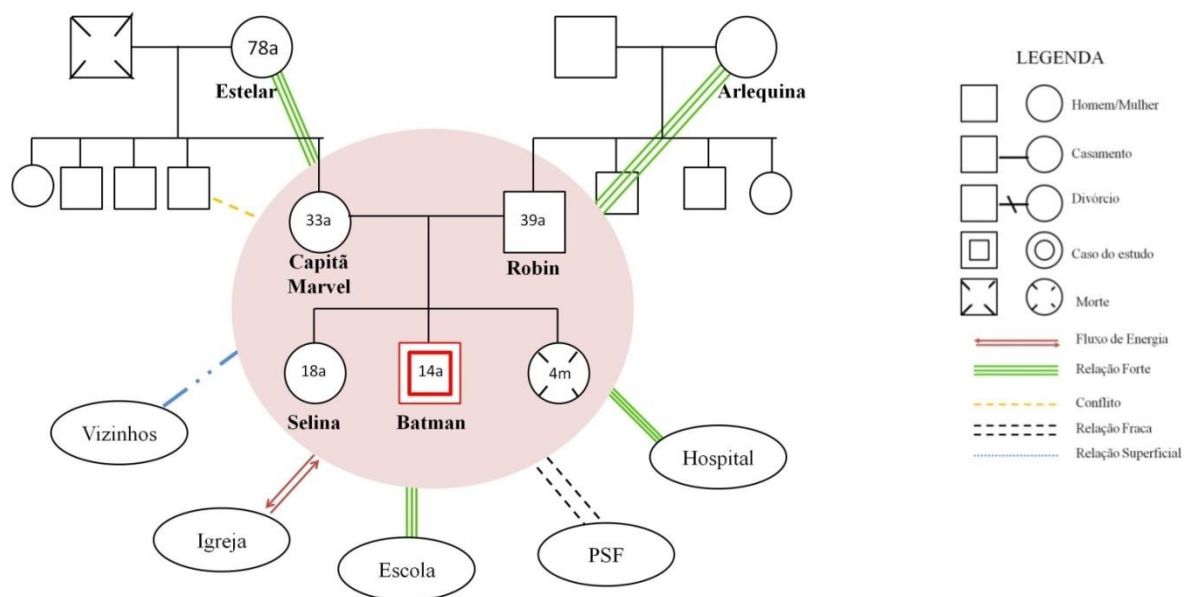 78a
Estelar
Arlequina
33a
Capitã
Marvel
39a
Robin
18a
Selina
14a
Batman
4m
Vizinhos
Igreja
Escola
PSF
Hospital
LEGENDA
Homem/Mulher
Casamento
Divórcio
Caso do estudo
Morte
Fluxo de Energia
Relação Forte
Conflito
Relação Fraca
Relação Superficial